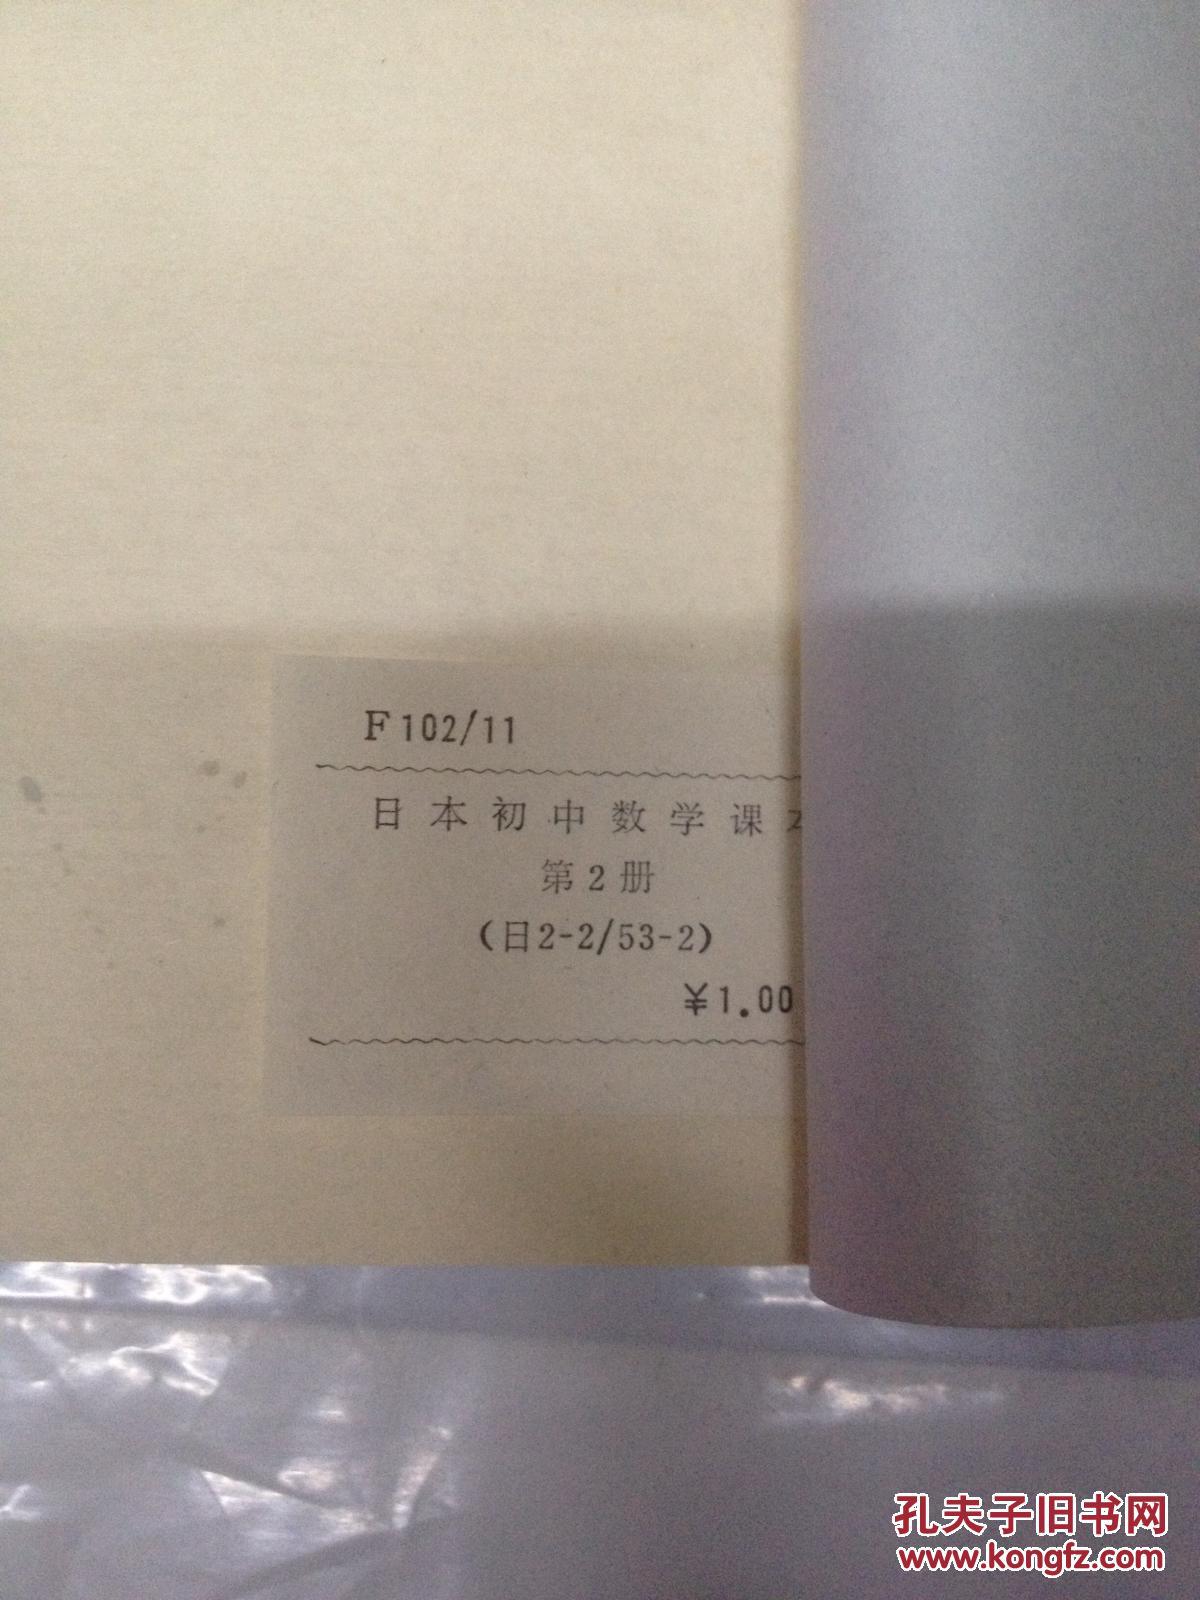 F102/11
日本初中数学课
第2册
(日2-2/53-2)
¥1.00
孔夫子旧书网
www.kongfz.com